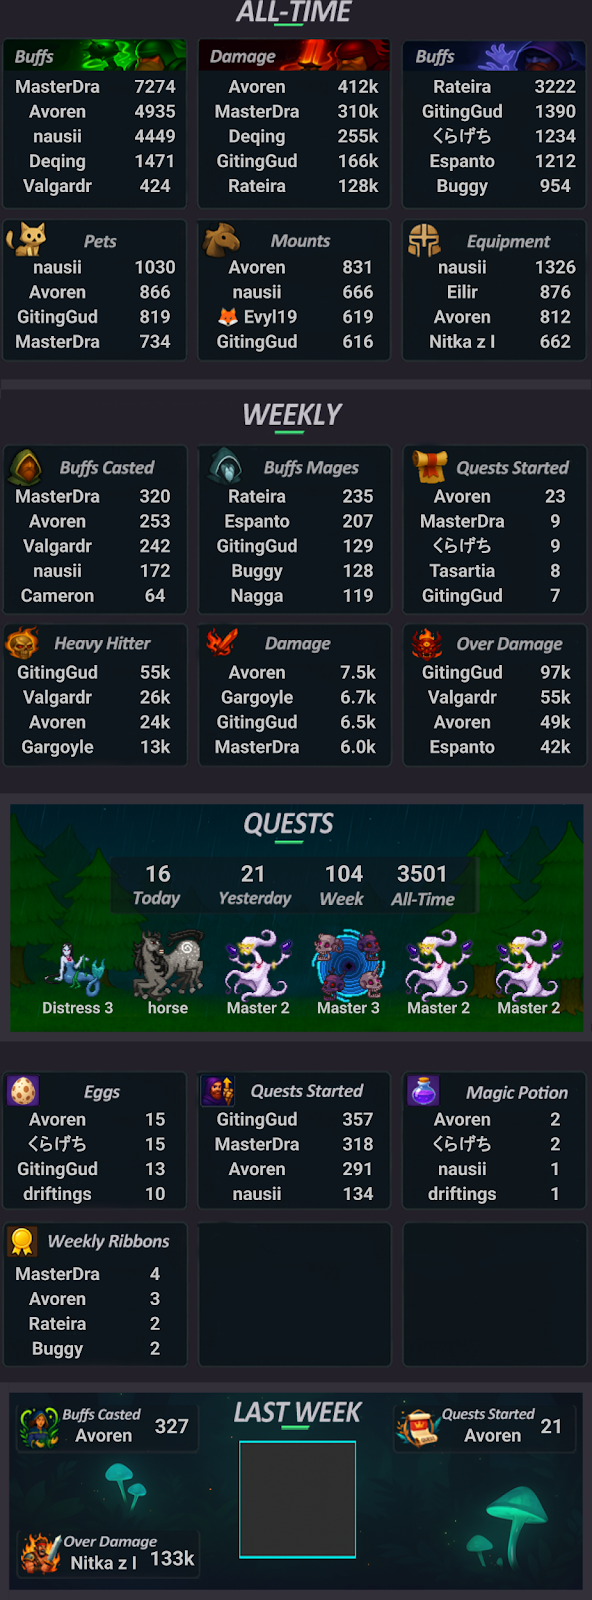 ALL-TIME
Buffs
MasterDra 7274
Avoren 4935
nausii 4449
Deqing 1471
Valgardr 424
Damage
Avoren 412k
MasterDra 310k
Deqing 255k
GitingGud 166k
Rateira 128k
Buffs
Rateira 3222
GitingGud 1390
くらげち 1234
Espanto 1212
Buggy 954
Pets
nausii 1030
Avoren 866
GitingGud 819
MasterDra 734
Mounts
Avoren 831
nausii 666
🦊 Evyl19 619
GitingGud 616
Equipment
nausii 1326
Eilir 876
Avoren 812
Nitka z I 662
WEEKLY
Buffs Casted
MasterDra 320
Avoren 253
Valgardr 242
nausii 172
Cameron 64
Buffs Mages
Rateira 235
Espanto 207
GitingGud 129
Buggy 128
Nagga 119
Quests Started
Avoren 23
MasterDra 9
くらげち 9
Tasartia 8
GitingGud 7
Heavy Hitter
GitingGud 55k
Valgardr 26k
Avoren 24k
Gargoyle 13k
Damage
Avoren 7.5k
Gargoyle 6.7k
GitingGud 6.5k
MasterDra 6.0k
Over Damage
GitingGud 97k
Valgardr 55k
Avoren 49k
Espanto 42k
QUESTS
16 21 104 3501
Today Yesterday Week All-Time
Distress 3 horse Master 2 Master 3 Master 2 Master 2
Eggs
Avoren 15
くらげち 15
GitingGud 13
driftings 10
Quests Started
GitingGud 357
MasterDra 318
Avoren 291
nausii 134
Magic Potion
Avoren 2
くらげち 2
nausii 1
driftings 1
Weekly Ribbons
MasterDra 4
Avoren 3
Rateira 2
Buggy 2
LAST WEEK
Buffs Casted
Avoren 327
Quests Started
Avoren 21
Over Damage
Nitka z I 133k